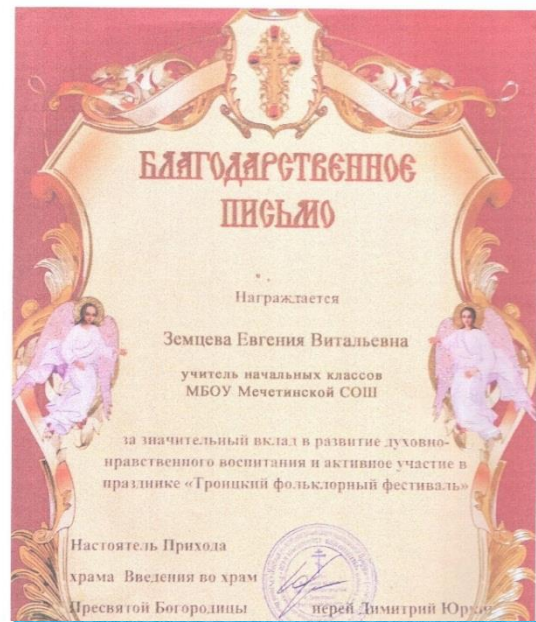 БЛАГОДАРСТВЕННОЕ
ПИСЬМО
Награждается
Земцева Евгения Витальевна
учитель начальных классов
МБОУ Мечетинской СОШ
за значительный вклад в развитие духовно-
нравственного воспитания и активное участие в
празднике «Троицкий фольклорный фестиваль»
Настоятель Прихода
храма Введения во храм
Пресвятой Богородицы иерей Димитрий